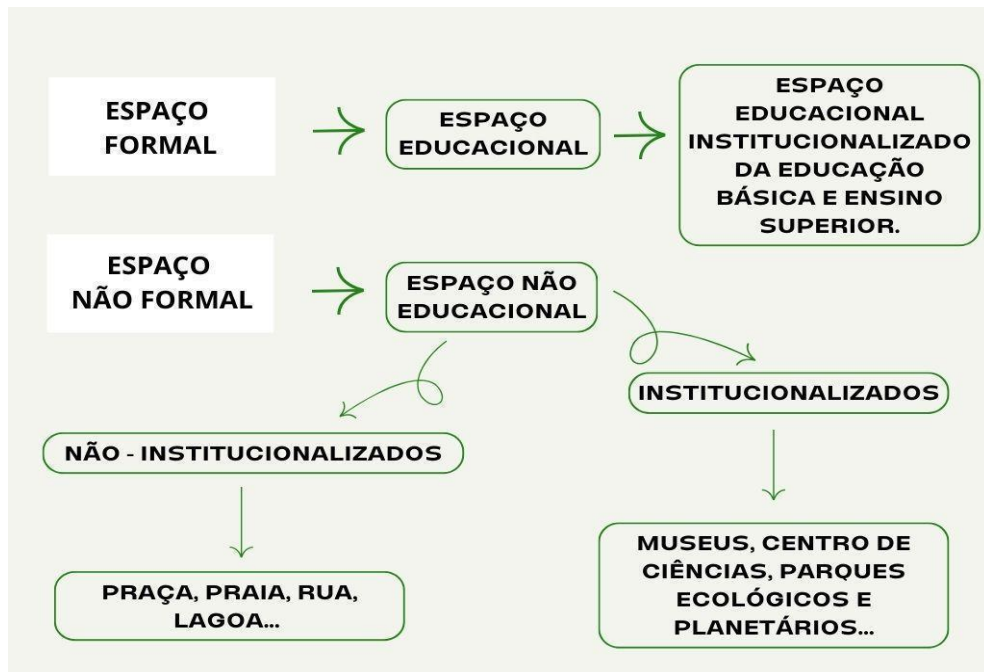 ESPAÇO
FORMAL
ESPAÇO
EDUCACIONAL
ESPAÇO
EDUCACIONAL
INSTITUCIONALIZADO
DA EDUCAÇÃO
BÁSICA E ENSINO
SUPERIOR.
ESPAÇO
NÃO FORMAL
ESPAÇO NÃO
EDUCACIONAL
INSTITUCIONALIZADOS
NÃO - INSTITUCIONALIZADOS
MUSEUS, CENTRO DE
CIÊNCIAS, PARQUES
ECOLÓGICOS E
PLANETÁRIOS...
PRAÇA, PRAIA, RUA,
LAGOA...